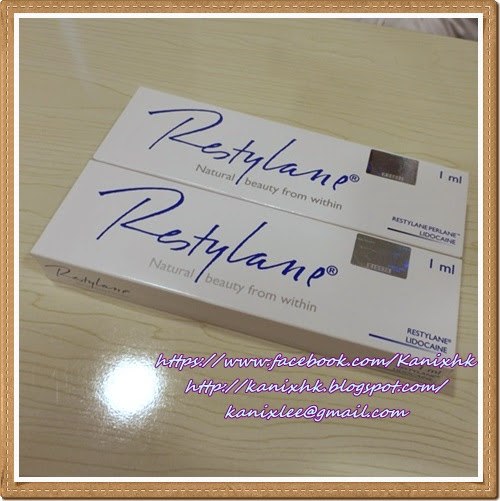 Restylane®
Natural beauty from within
1 ml
RESTYLANE PERLANE™
LIDOCAINE
Restylane®
Natural beauty from within
1 ml
RESTYLANE®
LIDOCAINE
Restylane
https://www.facebook.com/Kanixhk
http://kanixhk.blogspot.com/
kanixlee@gmail.com